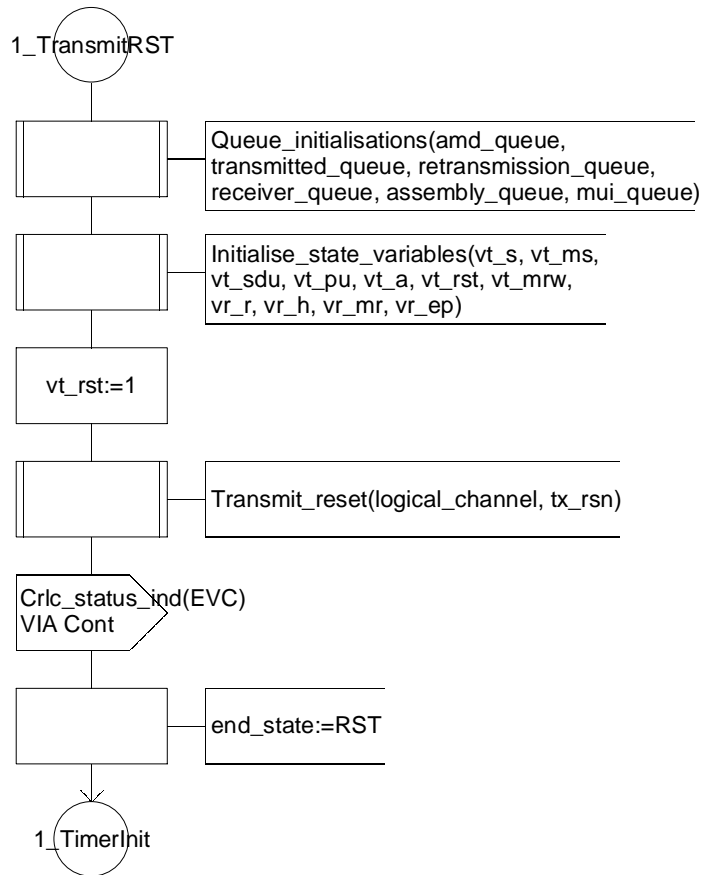 1_TransmitRST
Queue_initialisations(amd_queue,
transmitted_queue, retransmission_queue,
receiver_queue, assembly_queue, mui_queue)
Initialise_state_variables(vt_s, vt_ms,
vt_sdu, vt_pu, vt_a, vt_rst, vt_mrw,
vr_r, vr_h, vr_mr, vr_ep)
vt_rst:=1
Transmit_reset(logical_channel, tx_rsn)
Crlc_status_ind(EVC)
VIA Cont
end_state:=RST
1_TimerInit